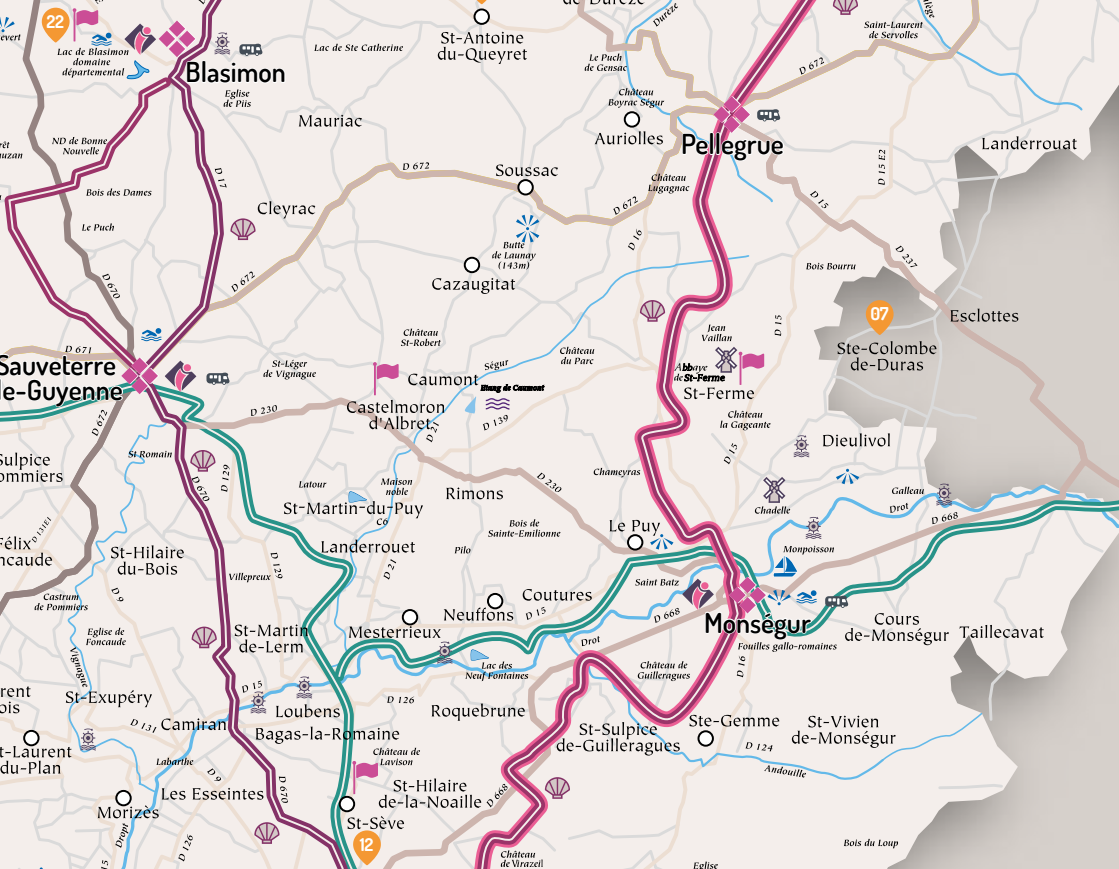 de Durèze
Durèze
22
Lac de Blasimon
domaine
départemental
Blasimon
Eglise
de Piis
Lac de Ste Catherine
St-Antoine
du-Queyret
Le Puch
de Gensac
Château
Boyrac Ségur
Auriolles
Saint-Laurent
de Servolles
D 672
Pellegrue
Landerrouat
Mauriac
ND de Bonne
Nouvelle
Bois des Dames
Le Puch
D 17
D 672
Soussac
D 672
Château
Lugagnac
D 15 E2
D 15
D 16
D 237
Cleyrac
Butte
de Launay
(143m)
Cazaugitat
D 672
D 670
Bois Bourru
07
Esclottes
Ste-Colombe
de-Duras
D 15
Jean
Vaillan
Château
St-Robert
Château
du Parc
Ségur
D 671
Sauveterre
de-Guyenne
St-Léger
de Vignague
Caumont
Etang de Caumont
St-Ferme
St-Ferme
Castelmoron
d'Albret
D 230
D 21
D 139
Château
la Gageante
D 15
Dieulivol
D 672
St Romain
D 670
D 129
Latour
Maison
noble
St-Martin-du-Puy
C6
Rimons
D 230
Chameyras
Chadelle
Galleau
Drot
D 668
D 131E1
St-Hilaire
du-Bois
Landerrouet
Pilo
Bois de
Sainte-Emilionne
Le Puy
Monpoisson
D 129
D 21
Villepreux
D 9
Castrum
de Pommiers
Saint Batz
Coutures
Neuffons
D 15
D 668
Monségur
Fouilles gallo-romaines
Cours
de-Monségur
Taillecavat
Eglise de
Foncaude
St-Martin
de-Lerm
Mesterrieux
Drot
Lac des
Neuf Fontaines
Château de
Guilleragues
D 16
Vignague
St-Exupéry
D 15
D 126
Roquebrune
Loubens
D 131
Camiran
Bagas-la-Romaine
St-Sulpice
de-Guilleragues
Ste-Gemme
St-Vivien
de-Monségur
D 124
Andouille
Labarthe
D 9
Château de
Lavison
Les Esseintes
D 670
St-Hilaire
de-la-Noaille
D 668
Morizès
Dropt
D 126
St-Sève
12
Château
de Virazeil
Eglise
Bois du Loup